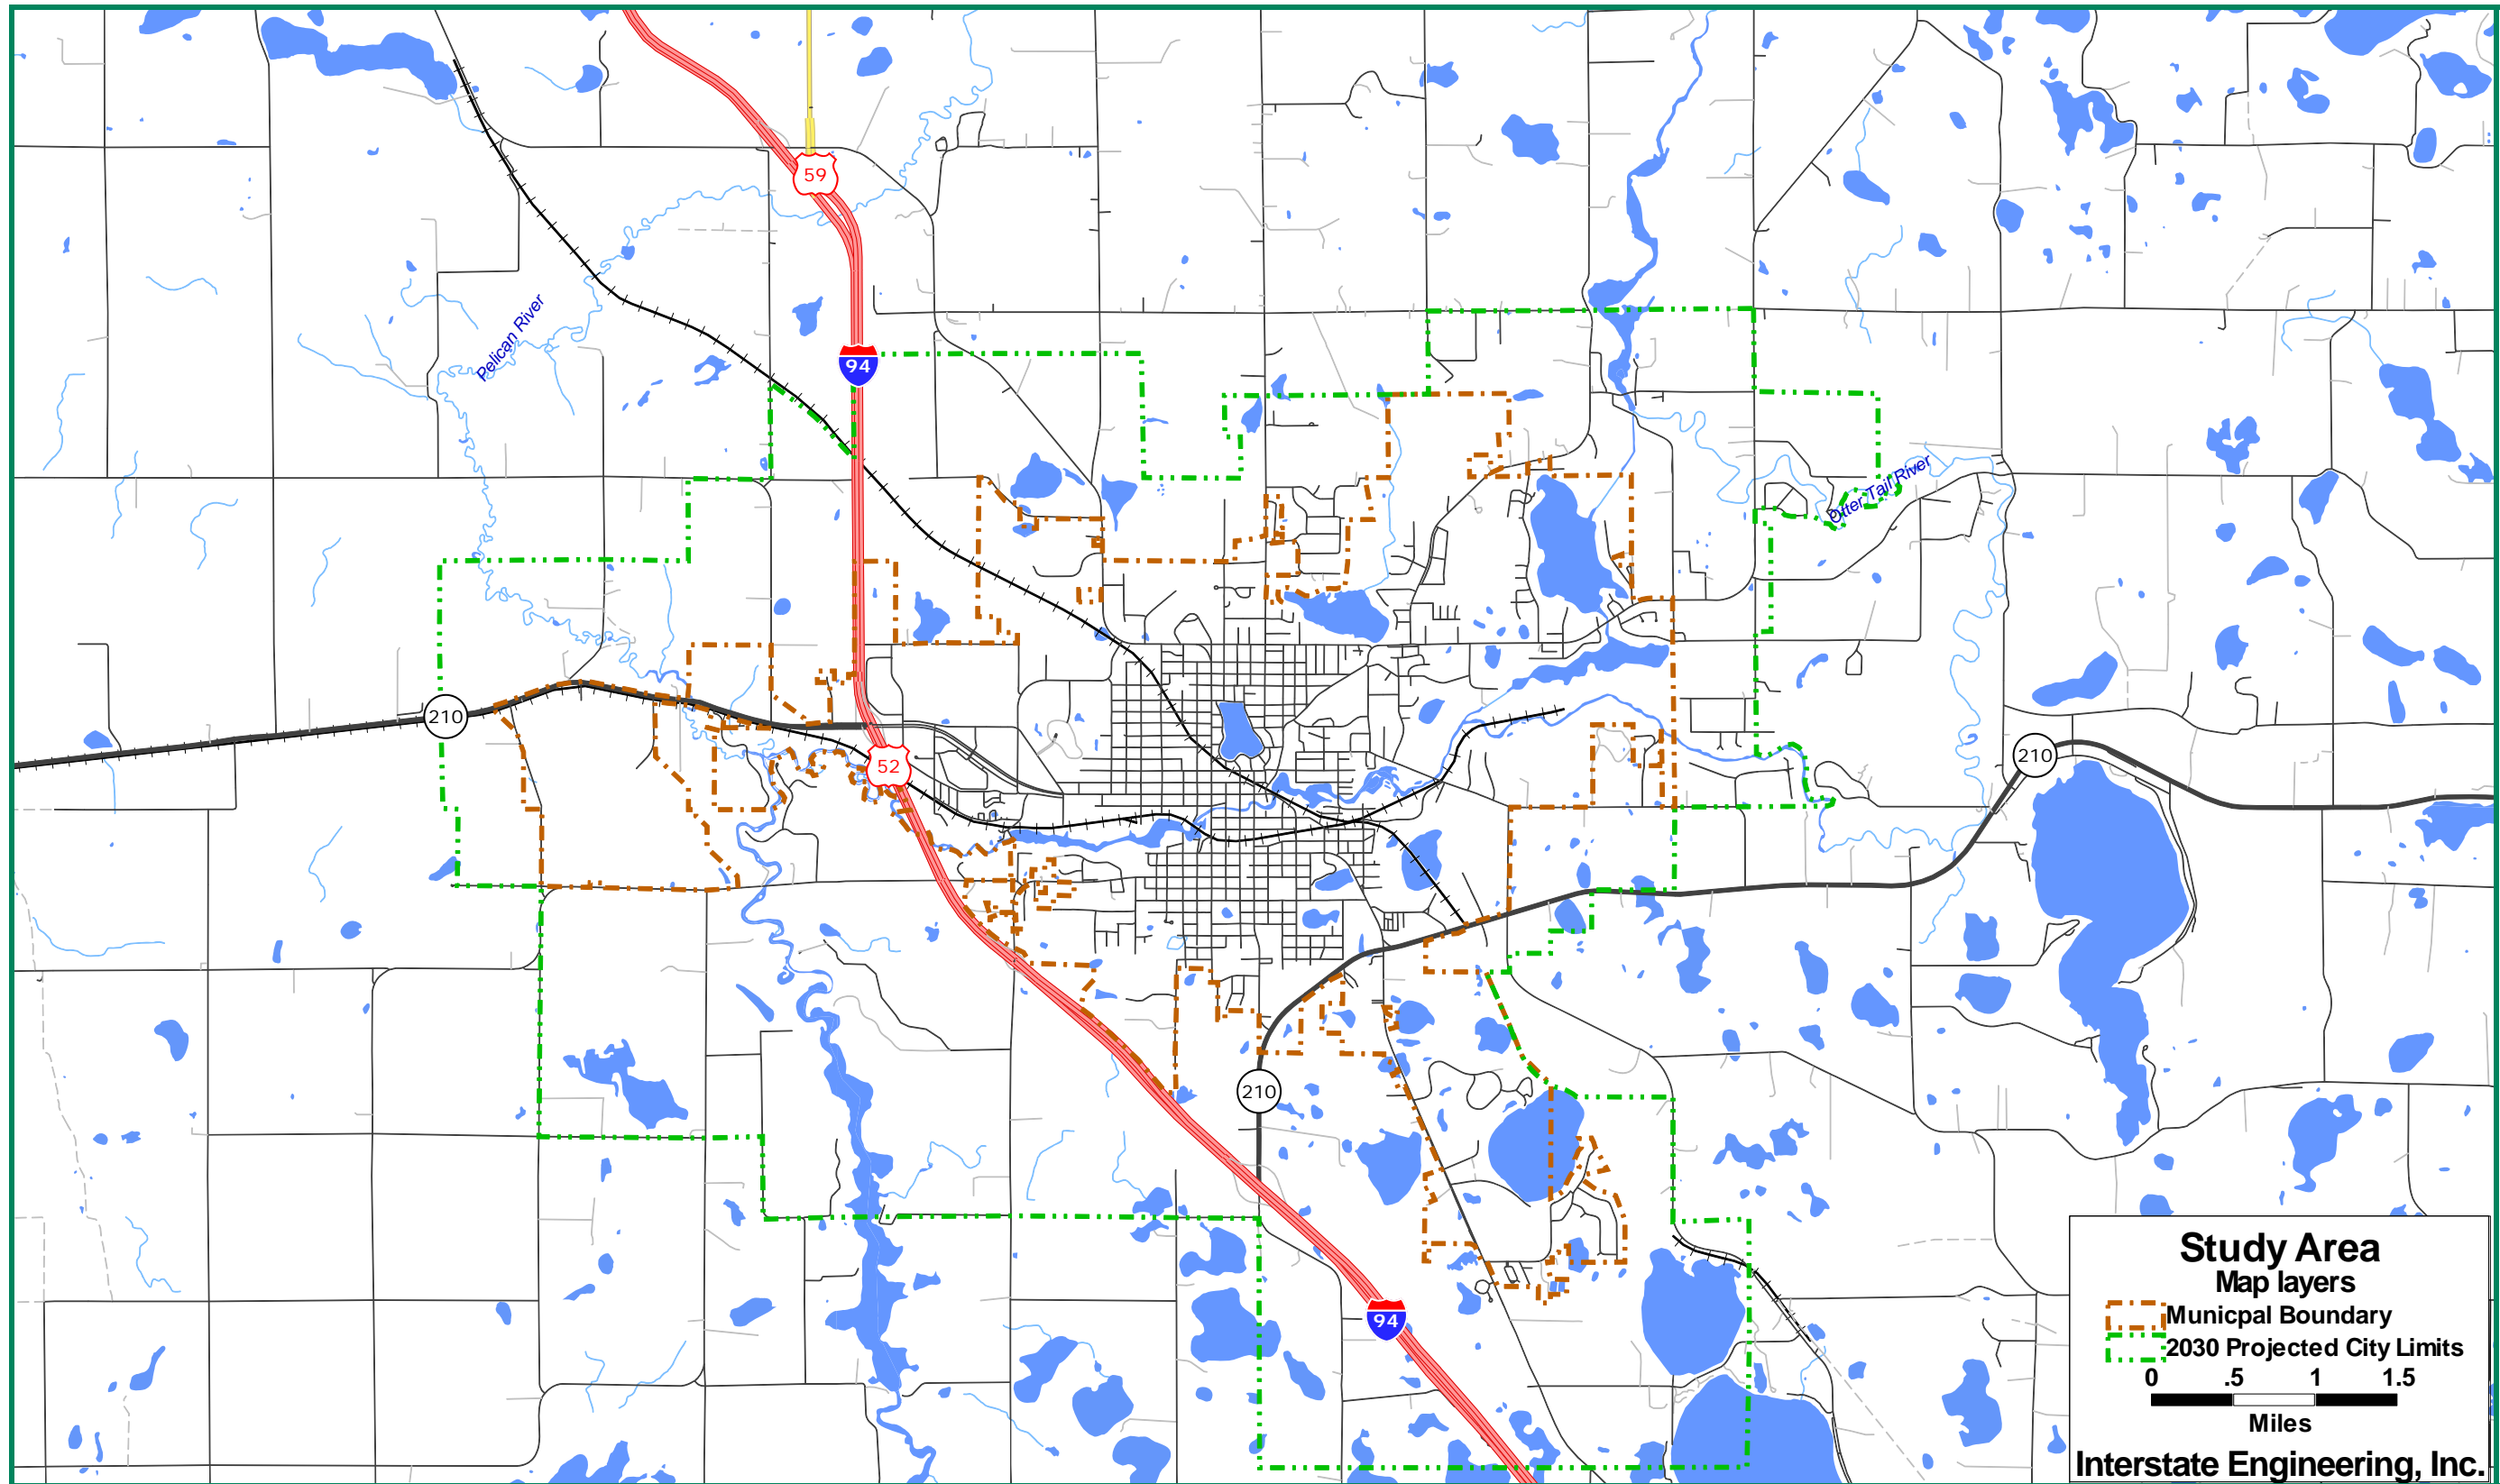 59
Pelican River
94
Otter Tail River
210
210
52
210
94
Study Area
Map layers
Municpal Boundary
2030 Projected City Limits
0 .5 1 1.5
Miles
Interstate Engineering, Inc.